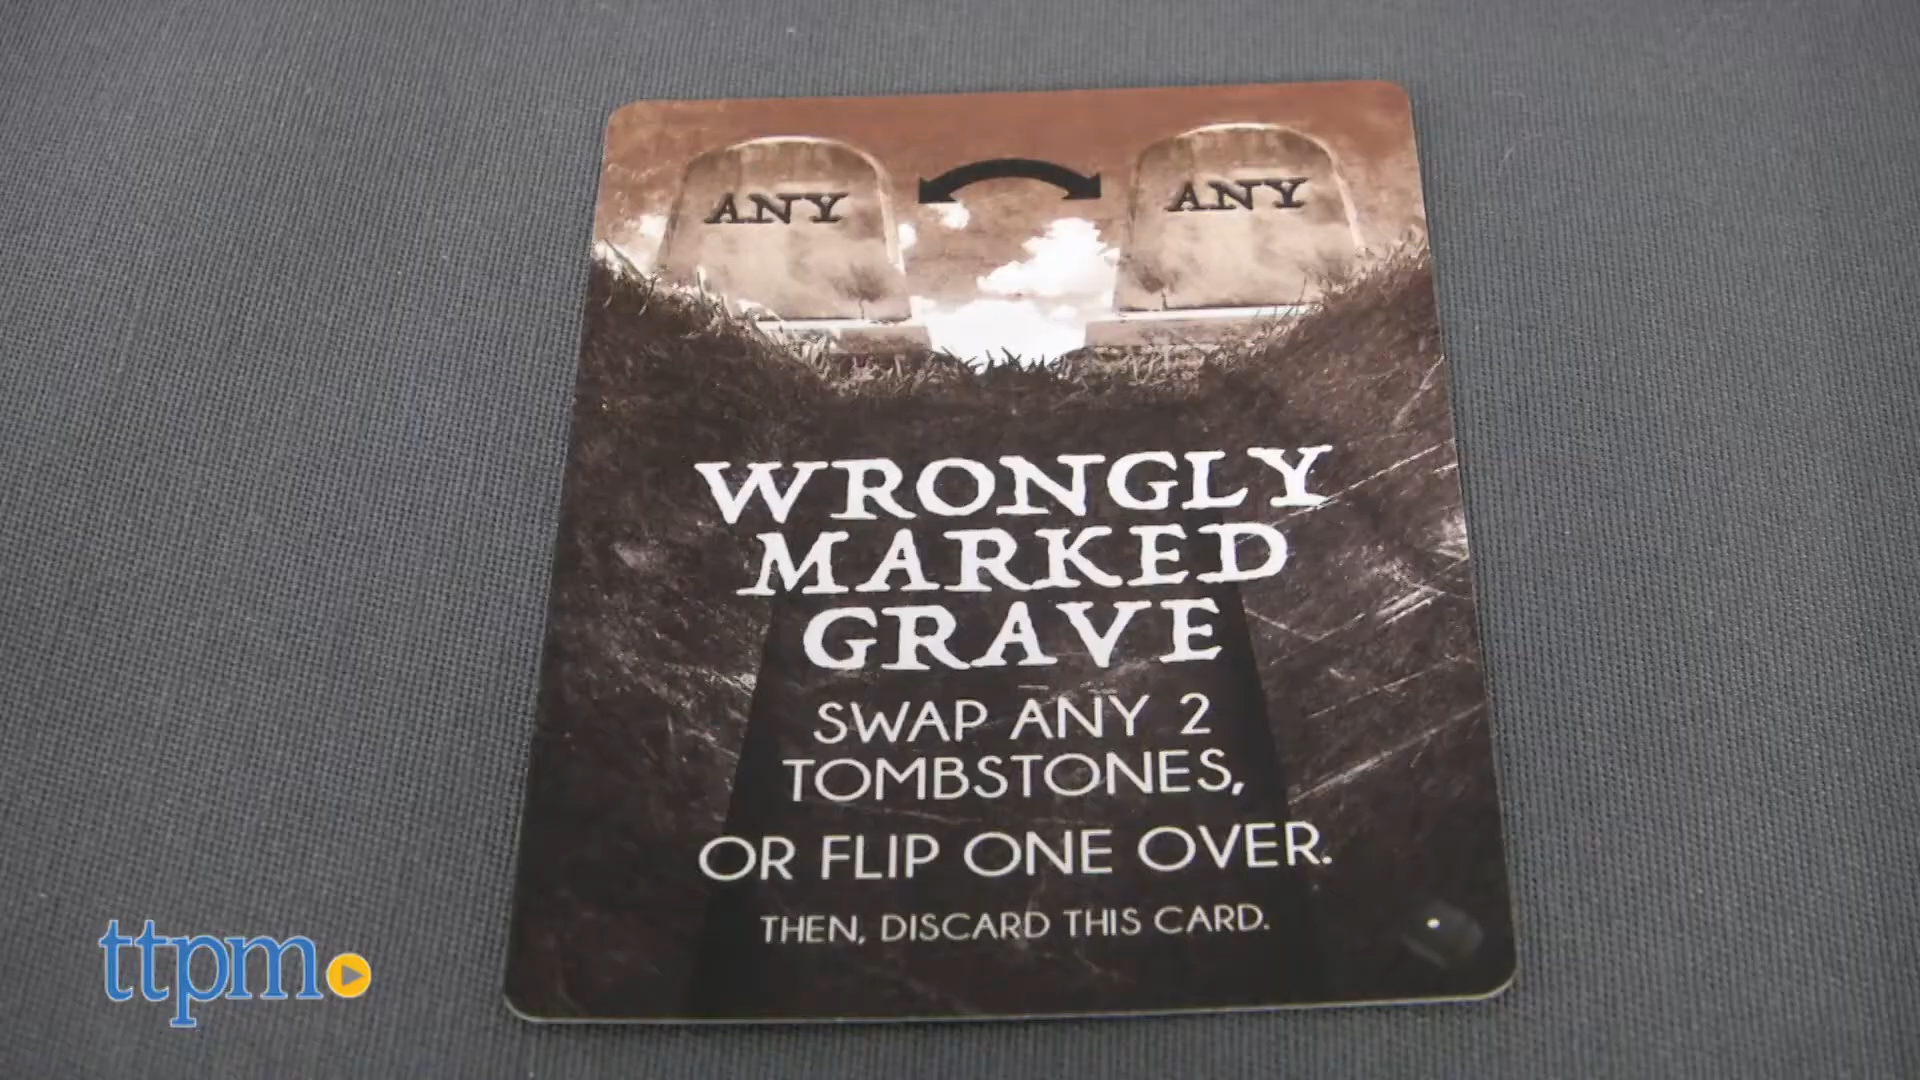 ANY ANY
WRONGLY
MARKED
GRAVE
SWAP ANY 2
TOMBSTONES,
OR FLIP ONE OVER.
THEN, DISCARD THIS CARD.
ttpm